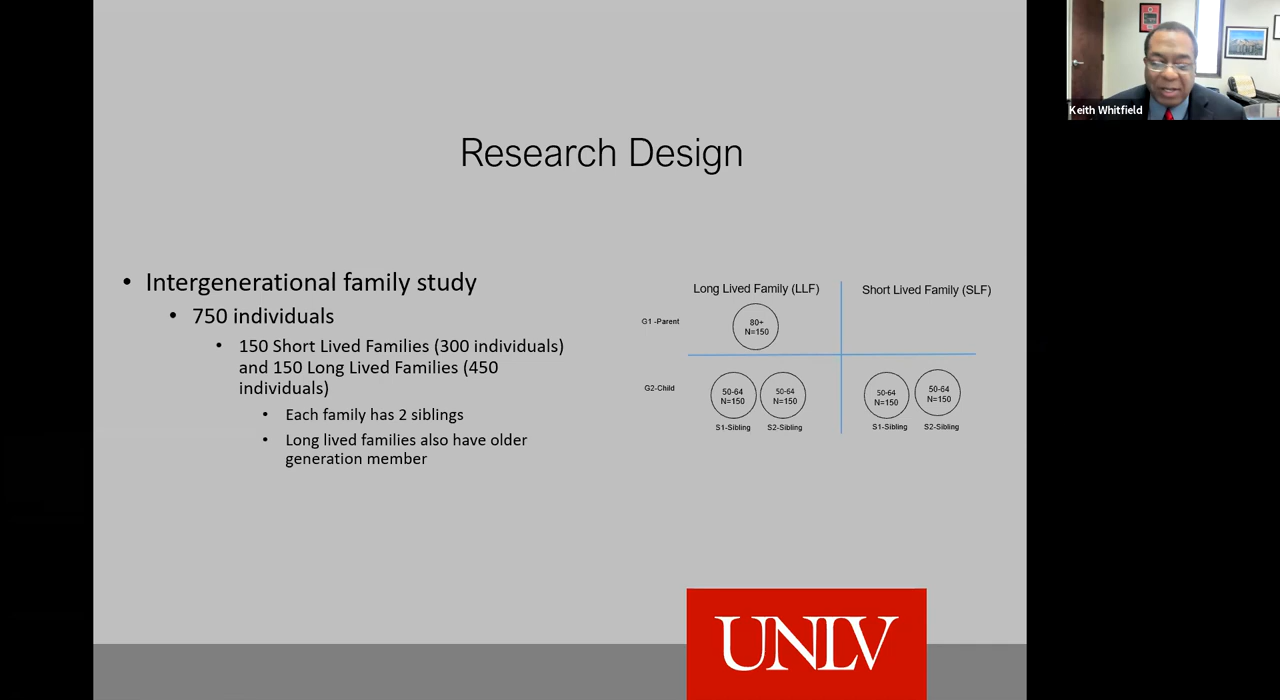 Keith Whitfield
Research Design
• Intergenerational family study
• 750 individuals
• 150 Short Lived Families (300 individuals)
and 150 Long Lived Families (450
individuals)
• Each family has 2 siblings
• Long lived families also have older
generation member
Long Lived Family (LLF)
Short Lived Family (SLF)
G1 -Parent
80+
N=150
G2-Child
50-64
N=150
50-64
N=150
50-64
N=150
50-64
N=150
S1-Sibling
S2-Sibling
S1-Sibling
S2-Sibling
UNLV